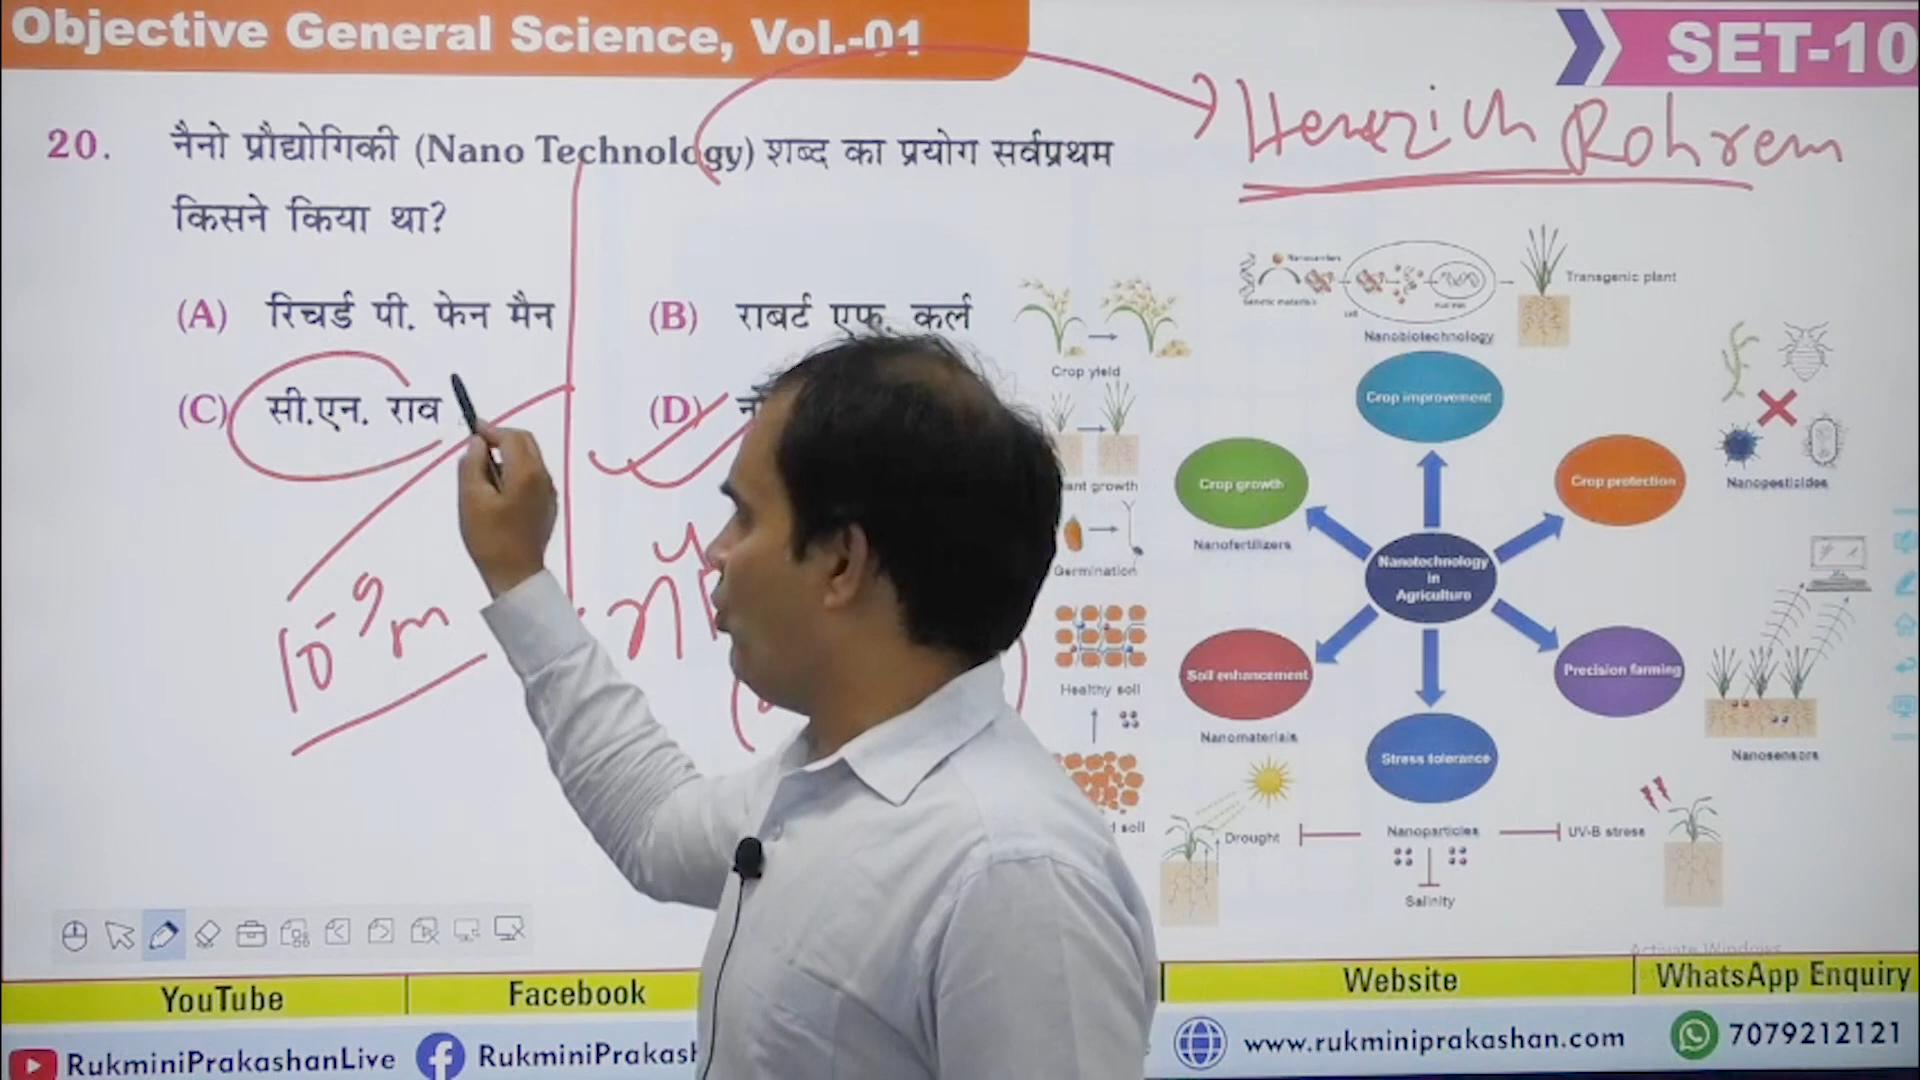 Objective General Science, Vol.-01
SET-10
Henrich Rohrem
20. नैनो प्रौद्योगिकी (Nano Technology) शब्द का प्रयोग सर्वप्रथम
किसने किया था?
(A) रिचर्ड पी. फेन मैन
(B) राबर्ट एफ. कर्ल
(C) सी.एन. राव
(D)
10⁻⁹m
Transgenic plant
Nanobiotechnology
Crop yield
Crop improvement
Crop growth
Nanofertilizers
Crop protection
Nanopesticides
Germination
Nanotechnology
in
Agriculture
Healthy soil
Soil enhancement
Nanomaterials
Precision farming
Nanosensors
Stress tolerance
soil
Drought
Nanoparticles
UV-B stress
Salinity
Activate Windows
YouTube
Facebook
Website
WhatsApp Enquiry
RukminiPrakashanLive
www.rukminiprakashan.com
7079212121